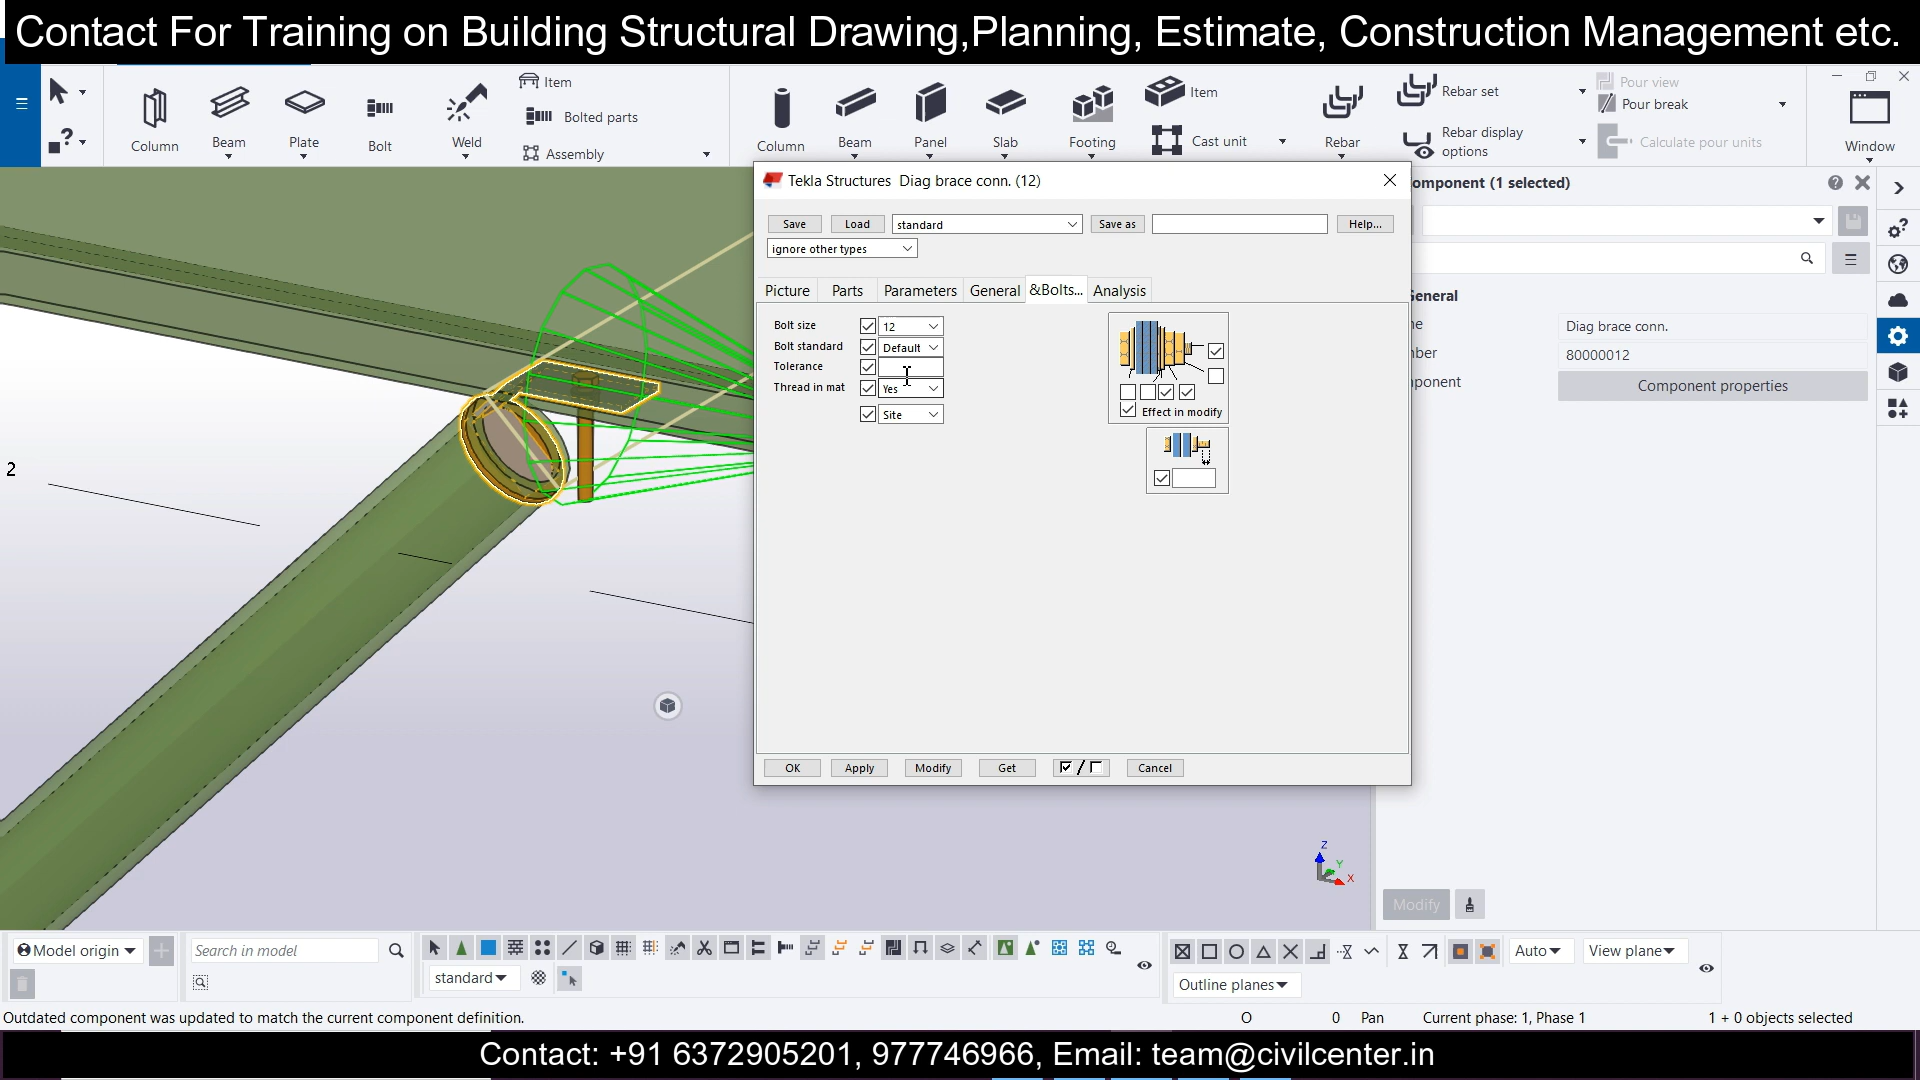 Contact For Training on Building Structural Drawing,Planning, Estimate, Construction Management etc.
Column
Beam
Plate
Bolt
Weld
Item
Bolted parts
Assembly
Column
Beam
Panel
Slab
Footing
Item
Cast unit
Rebar
Rebar set
Rebar display options
Pour view
Pour break
Calculate pour units
Window
Tekla Structures Diag brace conn. (12)
Save
Load
standard
Save as
Help...
ignore other types
Picture
Parts
Parameters
General
&Bolts...
Analysis
Bolt size
12
Bolt standard
Default
Tolerance
Thread in mat
Yes
Site
Effect in modify
OK
Apply
Modify
Get
/
Cancel
omponent (1 selected)
General
Diag brace conn.
80000012
Component properties
Modify
2
Z
Y
X
Model origin
Search in model
standard
Auto
View plane
Outline planes
Outdated component was updated to match the current component definition.
O
0
Pan
Current phase: 1, Phase 1
1 + 0 objects selected
Contact: +91 6372905201, 977746966, Email: team@civilcenter.in